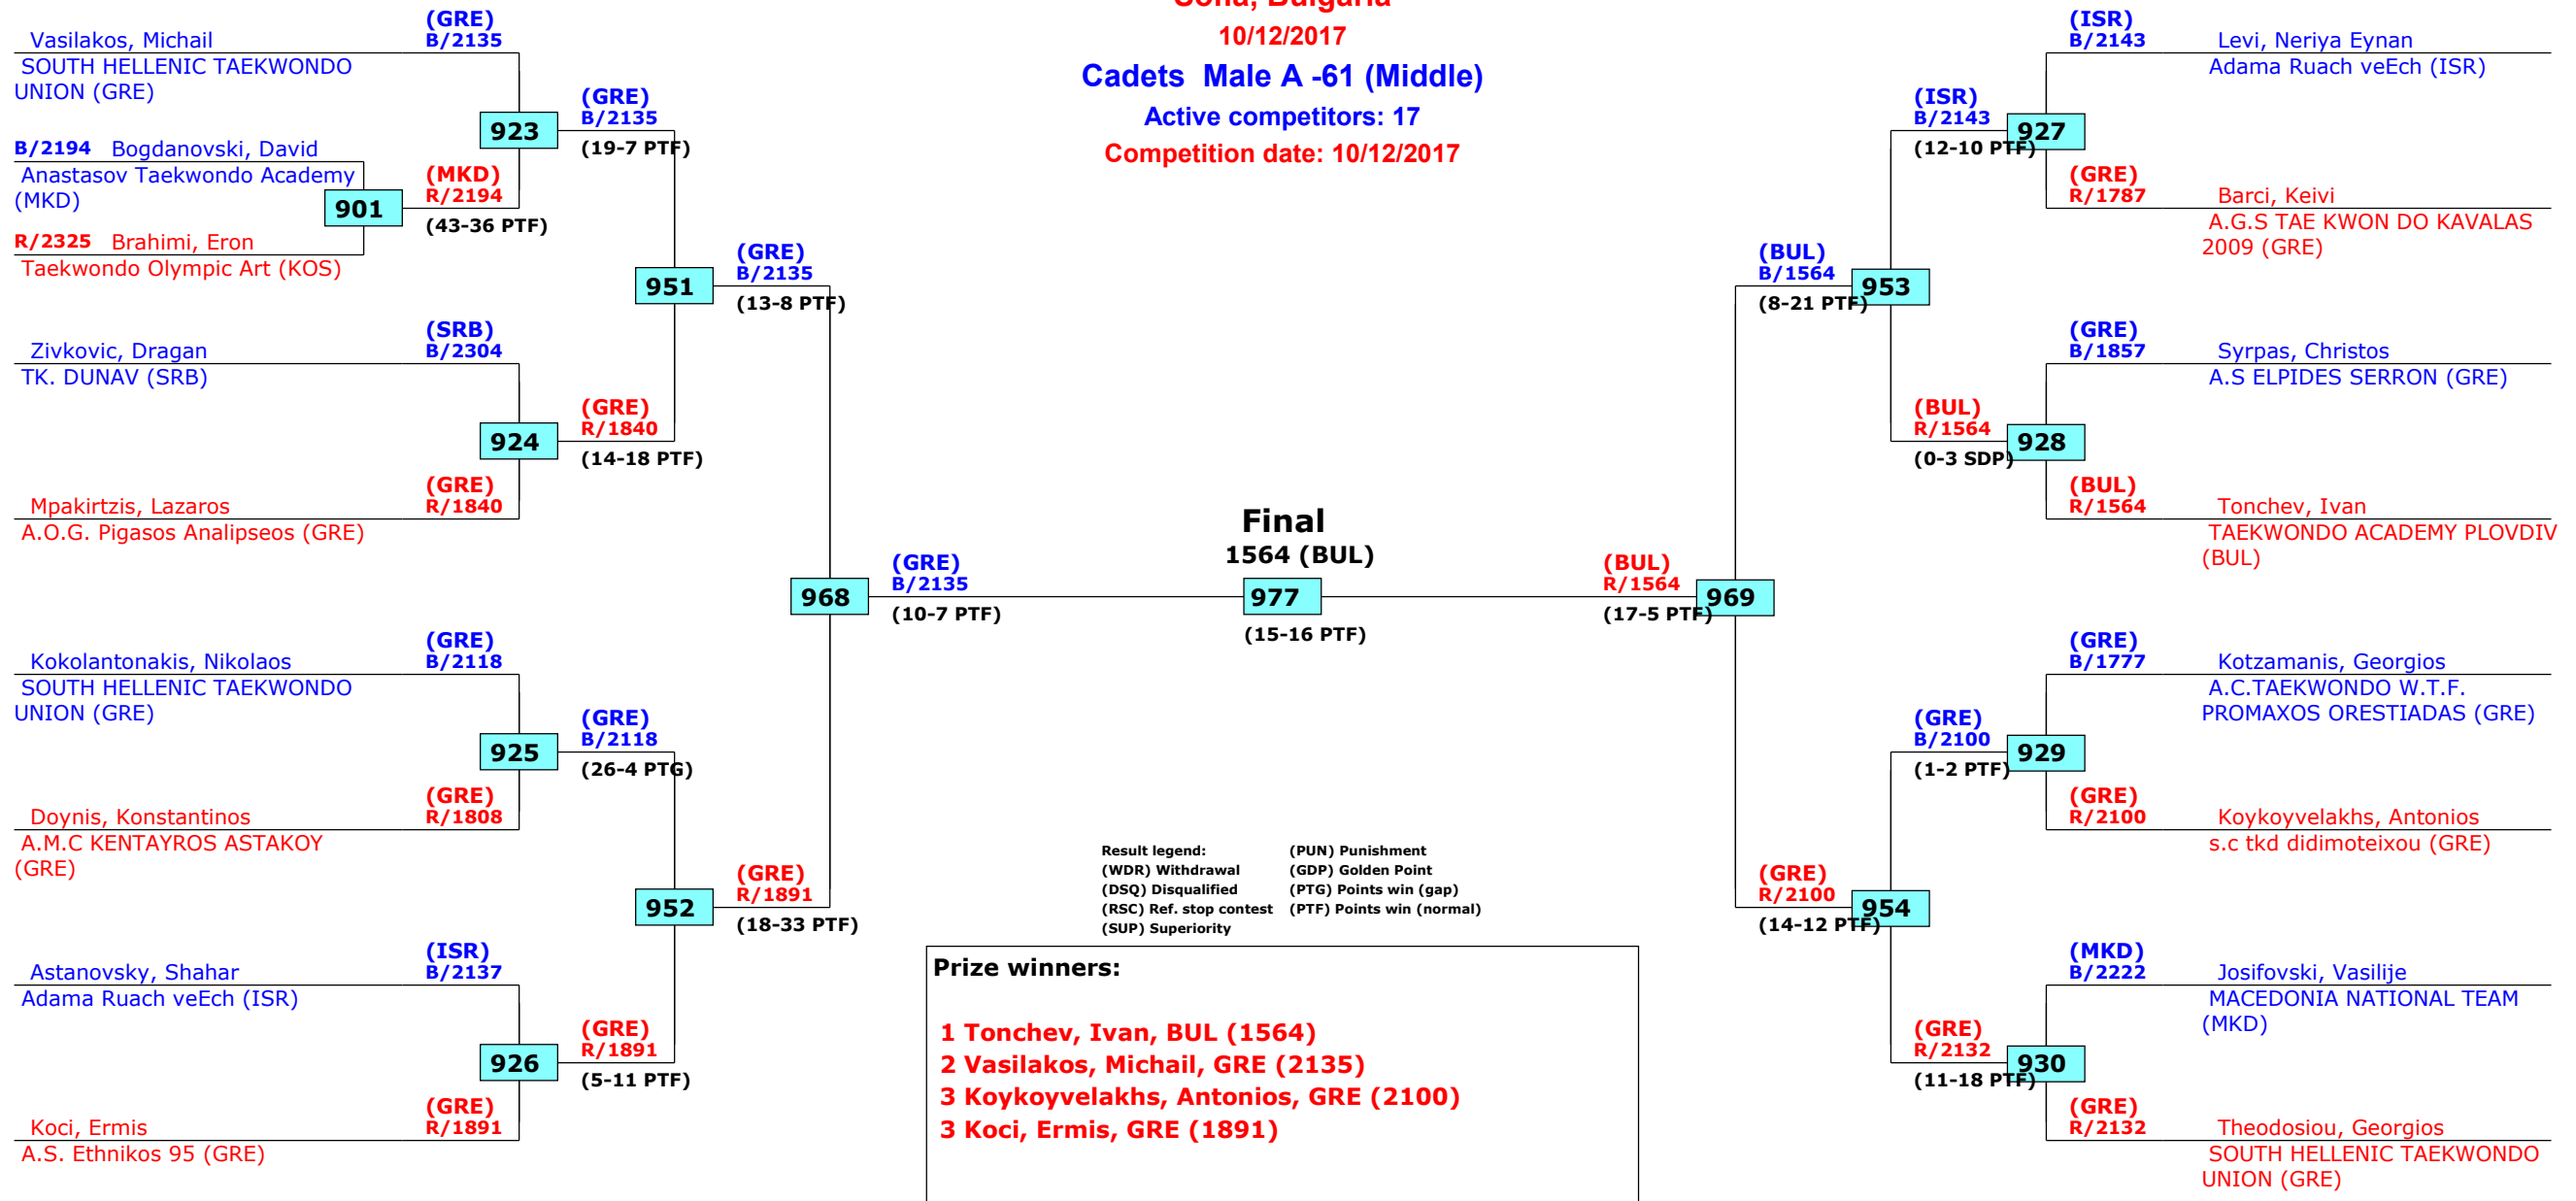 Sofia, Bulgaria
10/12/2017
Cadets Male A -61 (Middle)
Active competitors: 17
Competition date: 10/12/2017
(GRE)
Vasilakos, Michail B/2135
SOUTH HELLENIC TAEKWONDO
UNION (GRE)
923
(GRE)
B/2135
(19-7 PTF)
B/2194 Bogdanovski, David
Anastasov Taekwondo Academy
(MKD)
901
(MKD)
R/2194
(43-36 PTF)
R/2325 Brahimi, Eron
Taekwondo Olympic Art (KOS)
951
(GRE)
B/2135
(13-8 PTF)
(SRB)
Zivkovic, Dragan B/2304
TK. DUNAV (SRB)
924
(GRE)
R/1840
(14-18 PTF)
(GRE)
Mpakirtzis, Lazaros R/1840
A.O.G. Pigasos Analipseos (GRE)
968
(GRE)
B/2135
(10-7 PTF)
(GRE)
Kokolantonakis, Nikolaos B/2118
SOUTH HELLENIC TAEKWONDO
UNION (GRE)
925
(GRE)
B/2118
(26-4 PTG)
(GRE)
Doynis, Konstantinos R/1808
A.M.C KENTAYROS ASTAKOY
(GRE)
952
(GRE)
R/1891
(18-33 PTF)
(ISR)
Astanovsky, Shahar B/2137
Adama Ruach veEch (ISR)
926
(GRE)
R/1891
(5-11 PTF)
(GRE)
Koci, Ermis R/1891
A.S. Ethnikos 95 (GRE)
Final
1564 (BUL)
977
(15-16 PTF)
(BUL)
R/1564
969
(17-5 PTF)
(ISR)
B/2143 Levi, Neriya Eynan
Adama Ruach veEch (ISR)
(ISR)
B/2143
927
(12-10 PTF)
(GRE)
R/1787 Barci, Keivi
A.G.S TAE KWON DO KAVALAS
2009 (GRE)
(BUL)
B/1564
953
(8-21 PTF)
(GRE)
B/1857 Syrpas, Christos
A.S ELPIDES SERRON (GRE)
(BUL)
R/1564
928
(0-3 SDP)
(BUL)
R/1564 Tonchev, Ivan
TAEKWONDO ACADEMY PLOVDIV
(BUL)
(GRE)
B/1777 Kotzamanis, Georgios
A.C.TAEKWONDO W.T.F.
PROMAXOS ORESTIADAS (GRE)
(GRE)
B/2100
929
(1-2 PTF)
(GRE)
R/2100 Koykoyvelakhs, Antonios
s.c tkd didimoteixou (GRE)
(GRE)
R/2100
954
(14-12 PTF)
(MKD)
B/2222 Josifovski, Vasilije
MACEDONIA NATIONAL TEAM
(MKD)
(GRE)
R/2132
930
(11-18 PTF)
(GRE)
R/2132 Theodosiou, Georgios
SOUTH HELLENIC TAEKWONDO
UNION (GRE)
Result legend: (PUN) Punishment
(WDR) Withdrawal (GDP) Golden Point
(DSQ) Disqualified (PTG) Points win (gap)
(RSC) Ref. stop contest (PTF) Points win (normal)
(SUP) Superiority
Prize winners:
1 Tonchev, Ivan, BUL (1564)
2 Vasilakos, Michail, GRE (2135)
3 Koykoyvelakhs, Antonios, GRE (2100)
3 Koci, Ermis, GRE (1891)